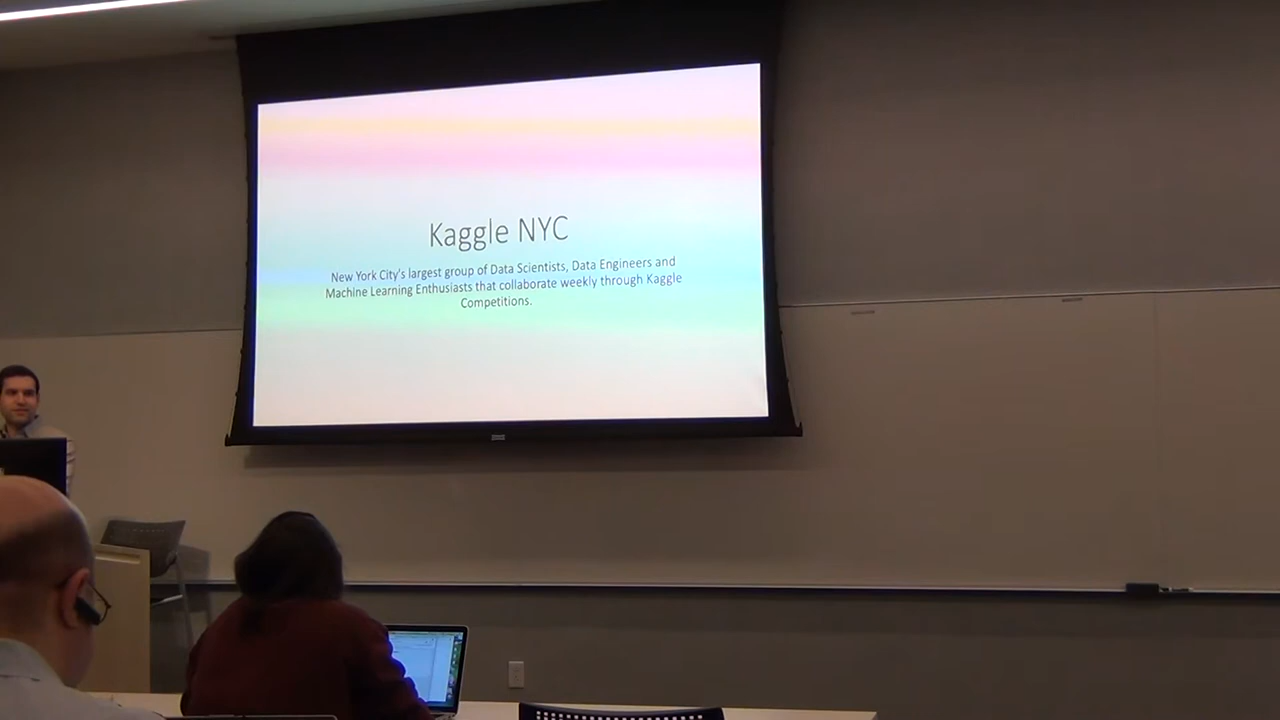 Kaggle NYC
New York City's largest group of Data Scientists, Data Engineers and
Machine Learning Enthusiasts that collaborate weekly through Kaggle
Competitions.